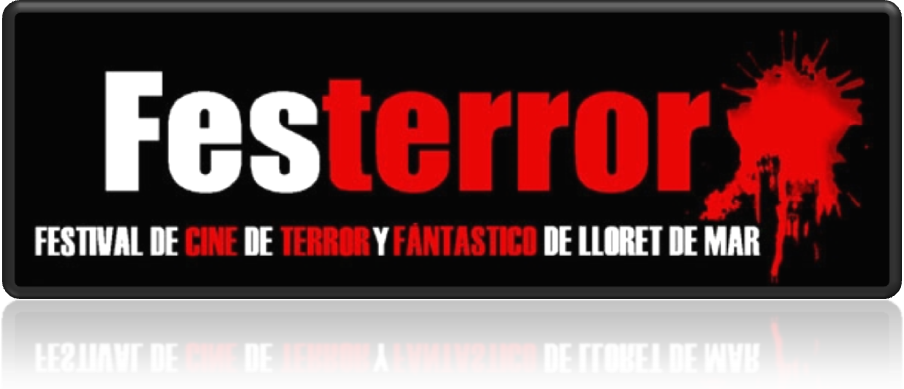 Festerror
FESTIVAL DE CINE DE TERROR Y FÁNTASTICO DE LLORET DE MAR